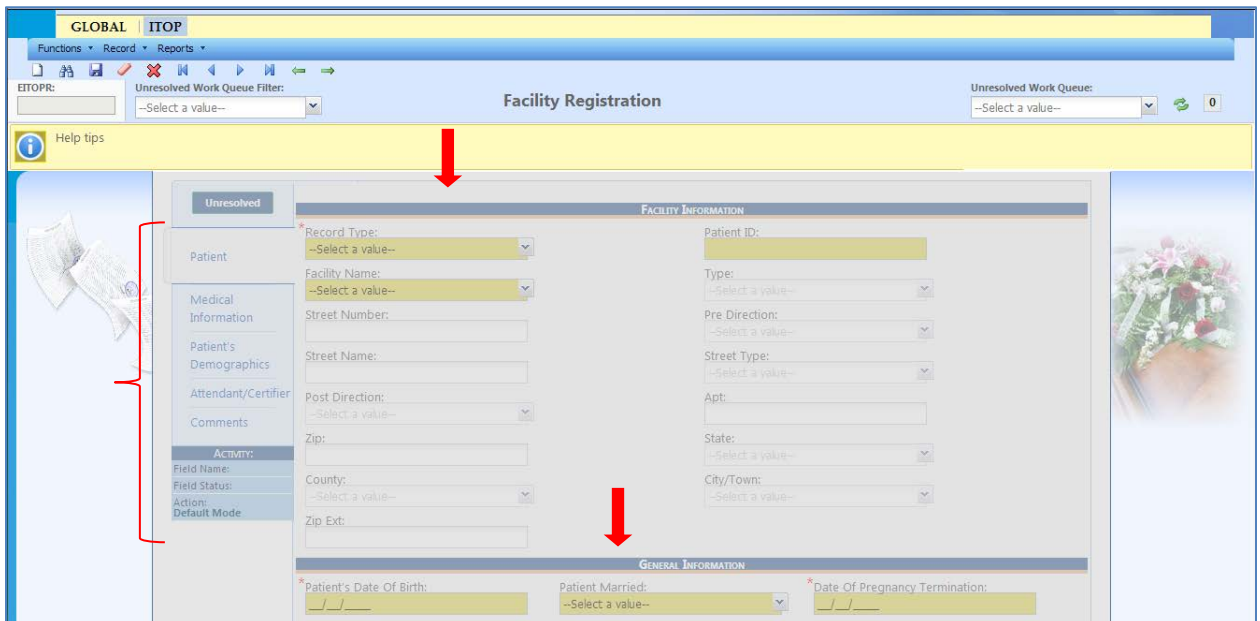 GLOBAL ITOP
Functions Record Reports
EITOPR: Unresolved Work Queue Filter: Unresolved Work Queue:
--Select a value-- Facility Registration --Select a value-- 0
Help tips
Unresolved
Patient
Medical
Information
Patient's
Demographics
Attendant/Certifier
Comments
ACTIVITY:
Field Name:
Field Status:
Action:
Default Mode
FACILITY INFORMATION
*Record Type: Patient ID:
--Select a value--
Facility Name: Type:
--Select a value-- --Select a value--
Street Number: Pre Direction:
--Select a value--
Street Name: Street Type:
--Select a value--
Post Direction: Apt:
--Select a value--
Zip: State:
--Select a value--
County: City/Town:
--Select a value-- --Select a value--
Zip Ext:
GENERAL INFORMATION
*Patient's Date Of Birth: Patient Married: *Date Of Pregnancy Termination:
__/__/____ --Select a value-- __/__/____